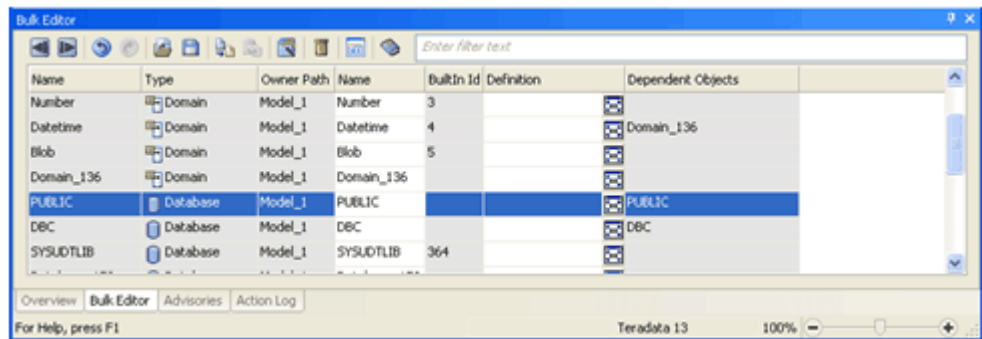 Bulk Editor
Enter filter text
Name Type Owner Path Name BuiltIn Id Definition Dependent Objects
Number Domain Model_1 Number 3
Datetime Domain Model_1 Datetime 4 Domain_136
Blob Domain Model_1 Blob 5
Domain_136 Domain Model_1 Domain_136
PUBLIC Database Model_1 PUBLIC PUBLIC
DBC Database Model_1 DBC DBC
SYSUDTLIB Database Model_1 SYSUDTLIB 364
Overview Bulk Editor Advisories Action Log
For Help, press F1 Teradata 13 100%